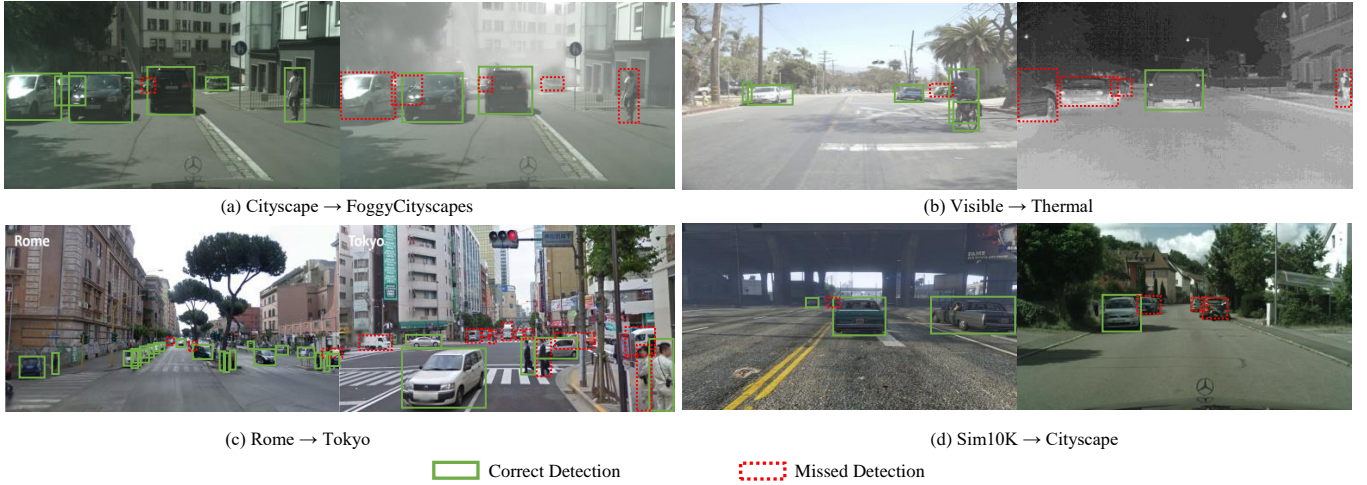 (a) Cityscape → FoggyCityscapes
(b) Visible → Thermal
Rome
Tokyo
(c) Rome → Tokyo
(d) Sim10K → Cityscape
Correct Detection
Missed Detection